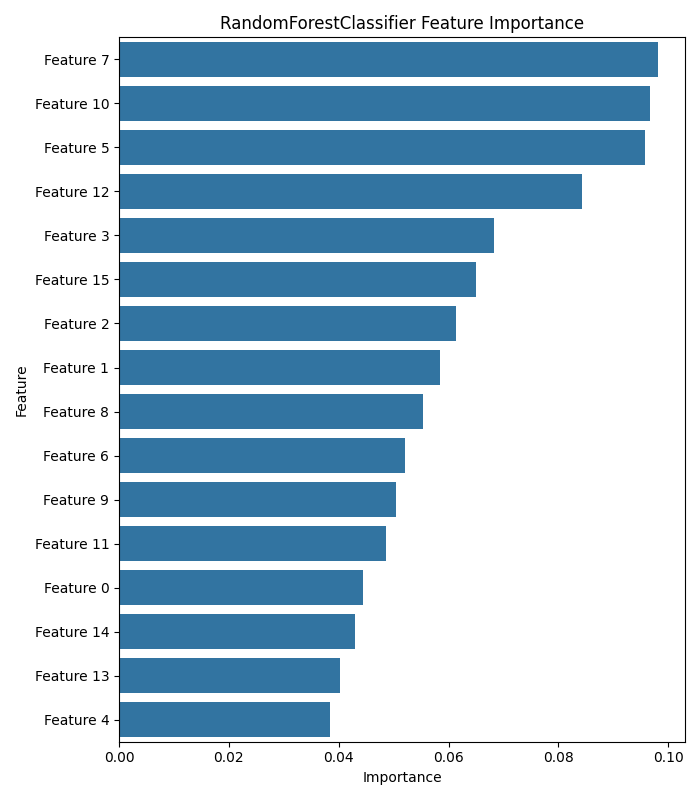 RandomForestClassifier Feature Importance
Feature 7
Feature 10
Feature 5
Feature 12
Feature 3
Feature 15
Feature 2
Feature 1
Feature 8
Feature 6
Feature 9
Feature 11
Feature 0
Feature 14
Feature 13
Feature 4
Feature
0.00 0.02 0.04 0.06 0.08 0.10
Importance